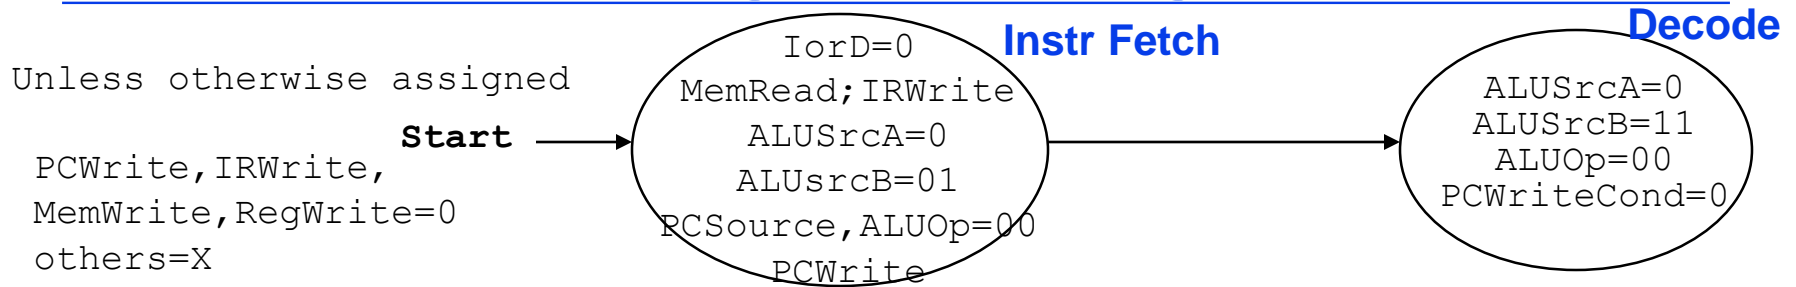 Unless otherwise assigned
PCWrite,IRWrite,
MemWrite,RegWrite=0
others=X
Start
Instr Fetch
IorD=0
MemRead;IRWrite
ALUSrcA=0
ALUsrcB=01
PCSource,ALUOp=00
PCWrite
Decode
ALUSrcA=0
ALUSrcB=11
ALUOp=00
PCWriteCond=0